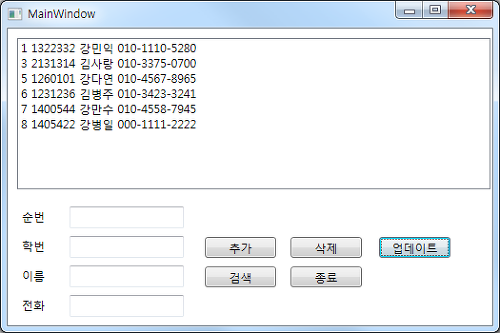 MainWindow
1 1322332 강민익 010-1110-5280
3 2131314 김사랑 010-3375-0700
5 1260101 강다연 010-4567-8965
6 1231236 김병주 010-3423-3241
7 1400544 강만수 010-4558-7945
8 1405422 강병일 000-1111-2222
순번
학번 추가 삭제 업데이트
이름 검색 종료
전화